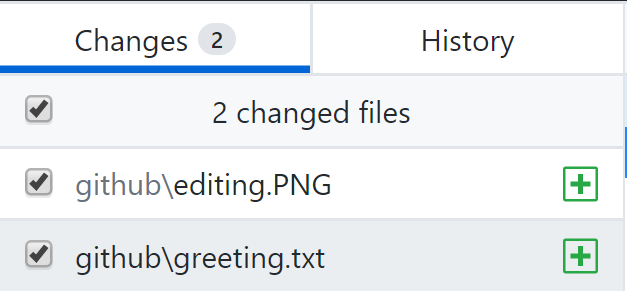 Changes 2 History
2 changed files
github\editing.PNG
github\greeting.txt